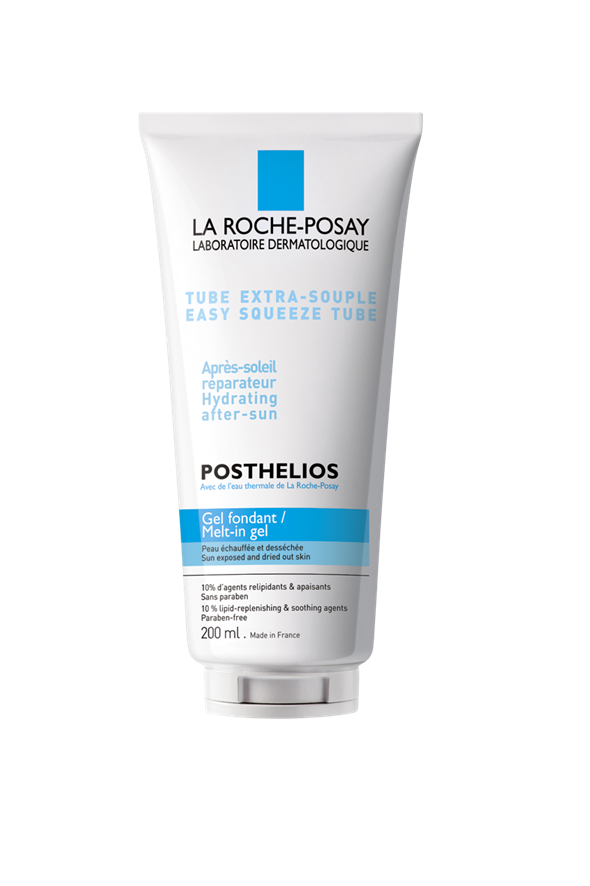 LA ROCHE-POSAY
LABORATOIRE DERMATOLOGIQUE
TUBE EXTRA-SOUPLE
EASY SQUEEZE TUBE
Après-soleil
réparateur
Hydrating
after-sun
POSTHELIOS
Avec de l'eau thermale de La Roche-Posay
Gel fondant /
Melt-in gel
Peau échauffée et desséchée
Sun exposed and dried out skin
10% d'agents relipidants & apaisants
Sans paraben
10 % lipid-replenishing & soothing agents
Paraben-free
200 ml . Made in France